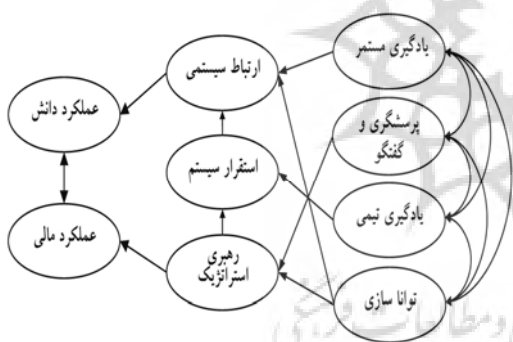 یادگیری مستمر
پرسشگری و
گفتگو
یادگیری تیمی
توانا سازی
ارتباط سیستمی
استقرار سیستم
رهبری
استراتژیک
عملکرد دانش
عملکرد مالی